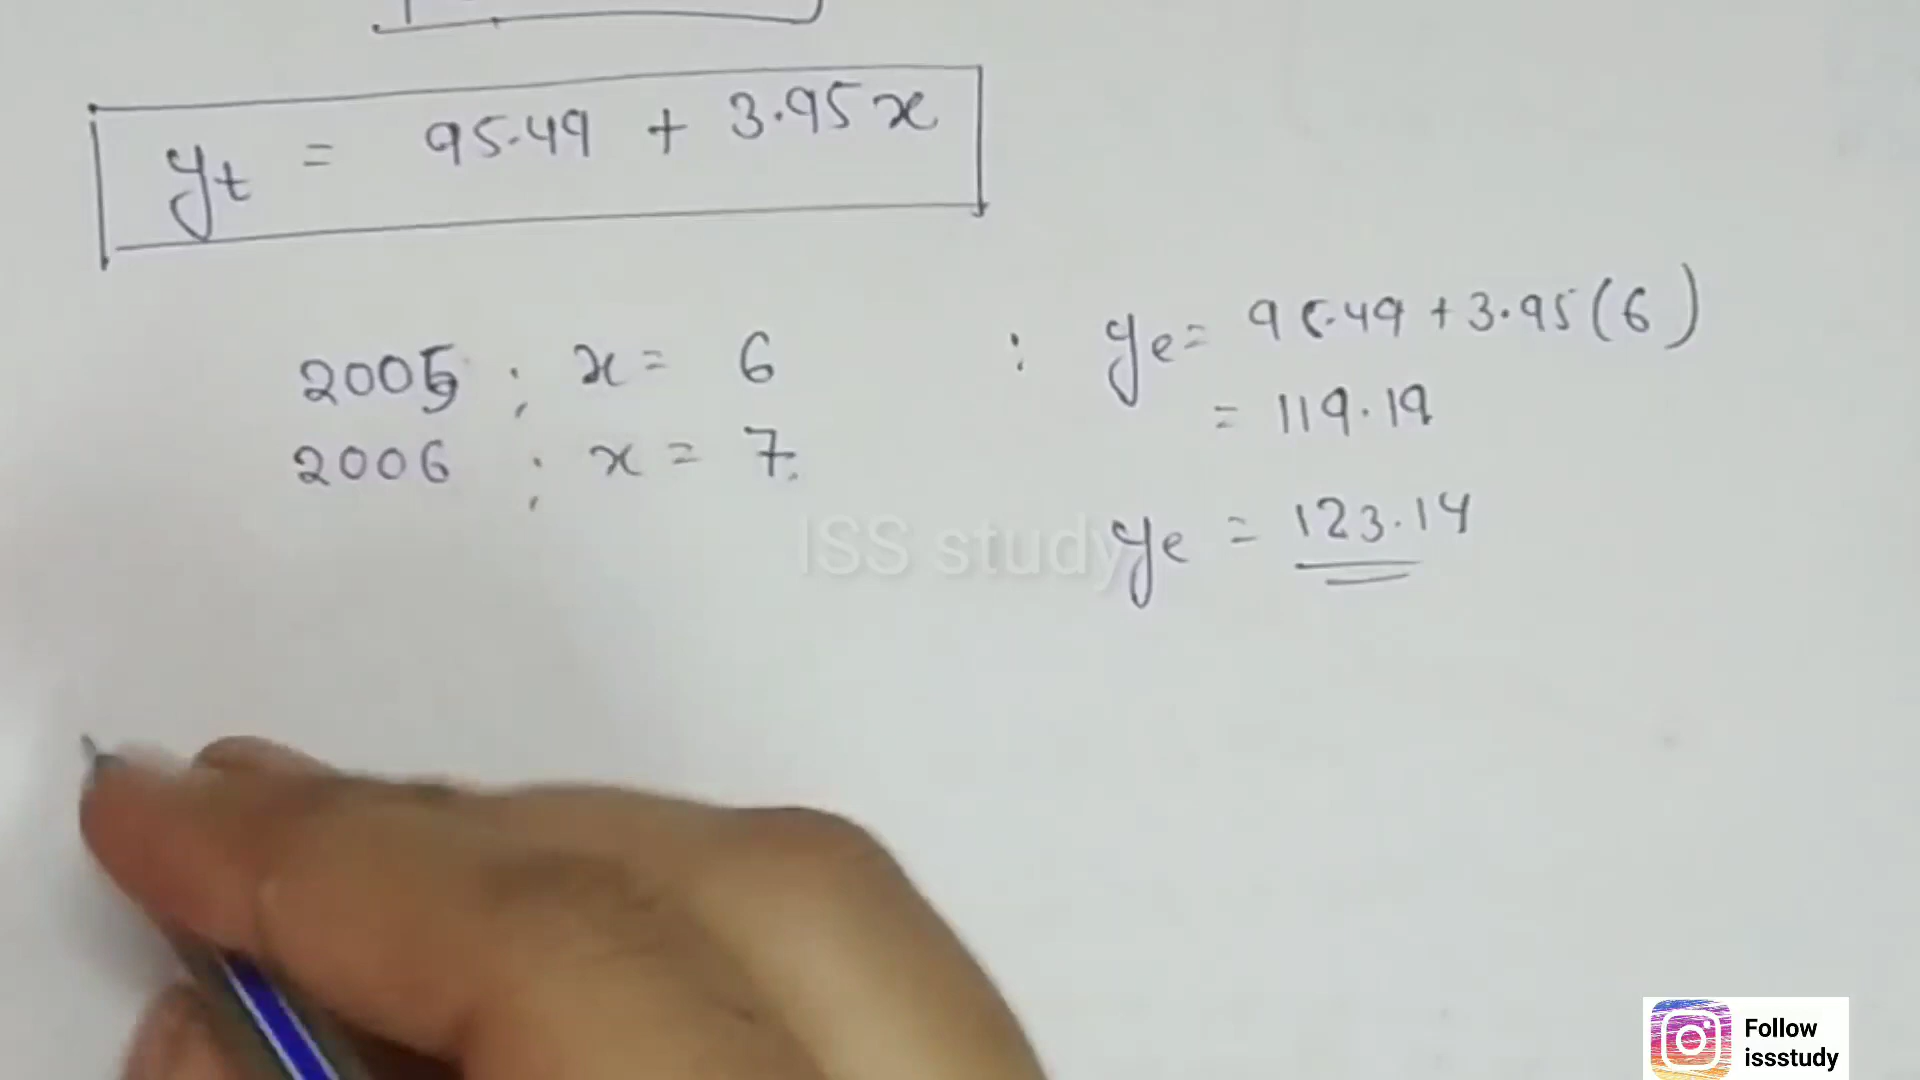 yt = 95.49 + 3.95x
2005 ; x = 6 : ye = 95.49 + 3.95(6)
= 119.19
2006 ; x = 7.
ye = 123.14
ISS study
Follow
issstudy